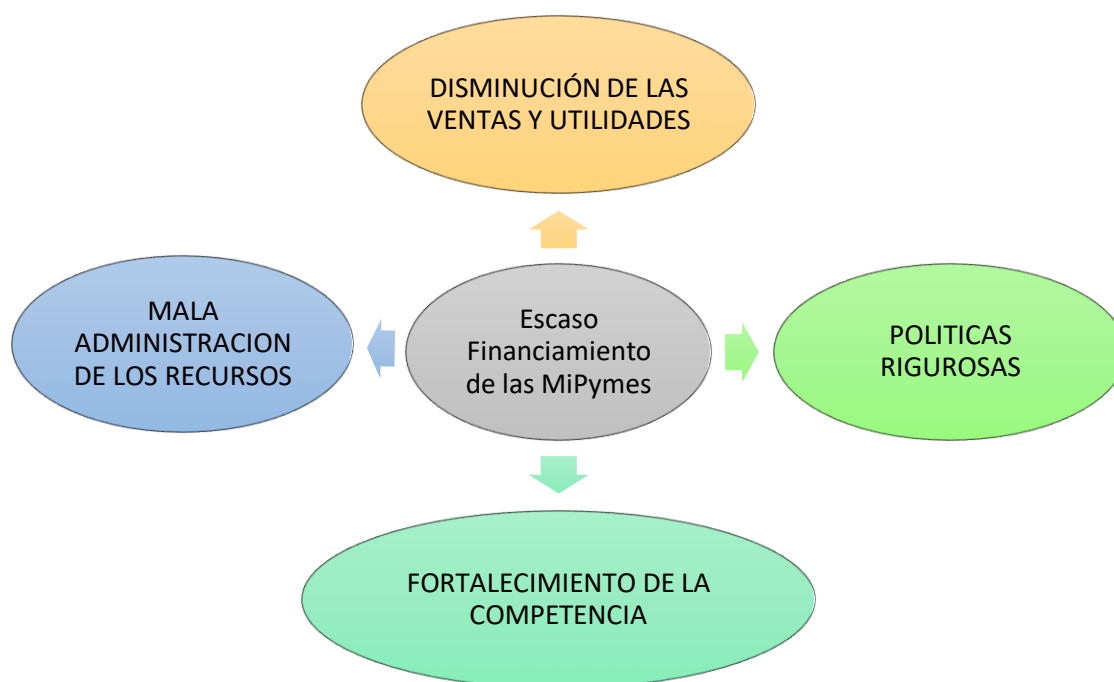 DISMINUCIÓN DE LAS
VENTAS Y UTILIDADES
MALA
ADMINISTRACION
DE LOS RECURSOS
Escaso
Financiamiento
de las MiPymes
POLITICAS
RIGUROSAS
FORTALECIMIENTO DE LA
COMPETENCIA